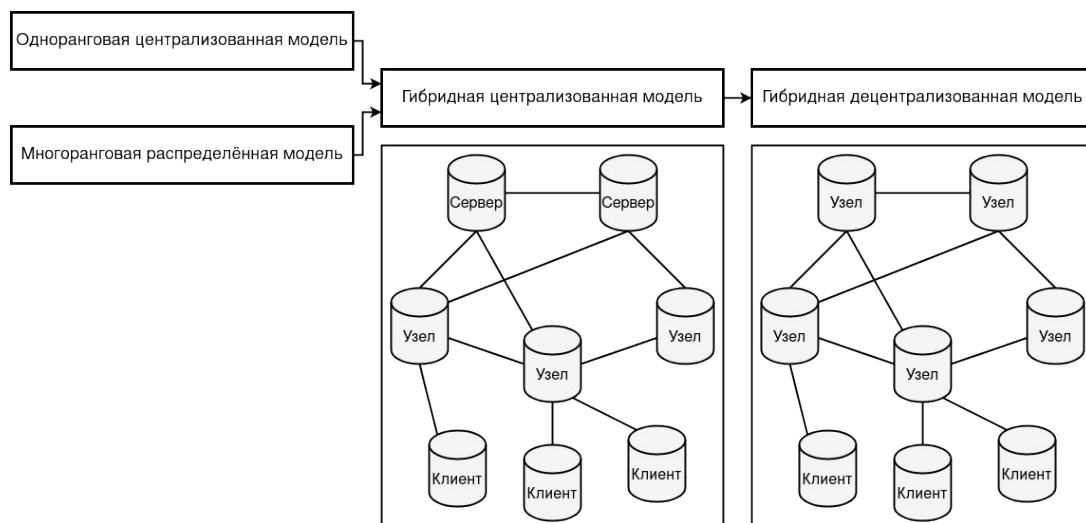 Одноранговая централизованная модель
Многоранговая распределённая модель
Гибридная централизованная модель
Гибридная децентрализованная модель
Сервер
Сервер
Узел
Узел
Узел
Клиент
Клиент
Клиент
Узел
Узел
Узел
Узел
Узел
Клиент
Клиент
Клиент